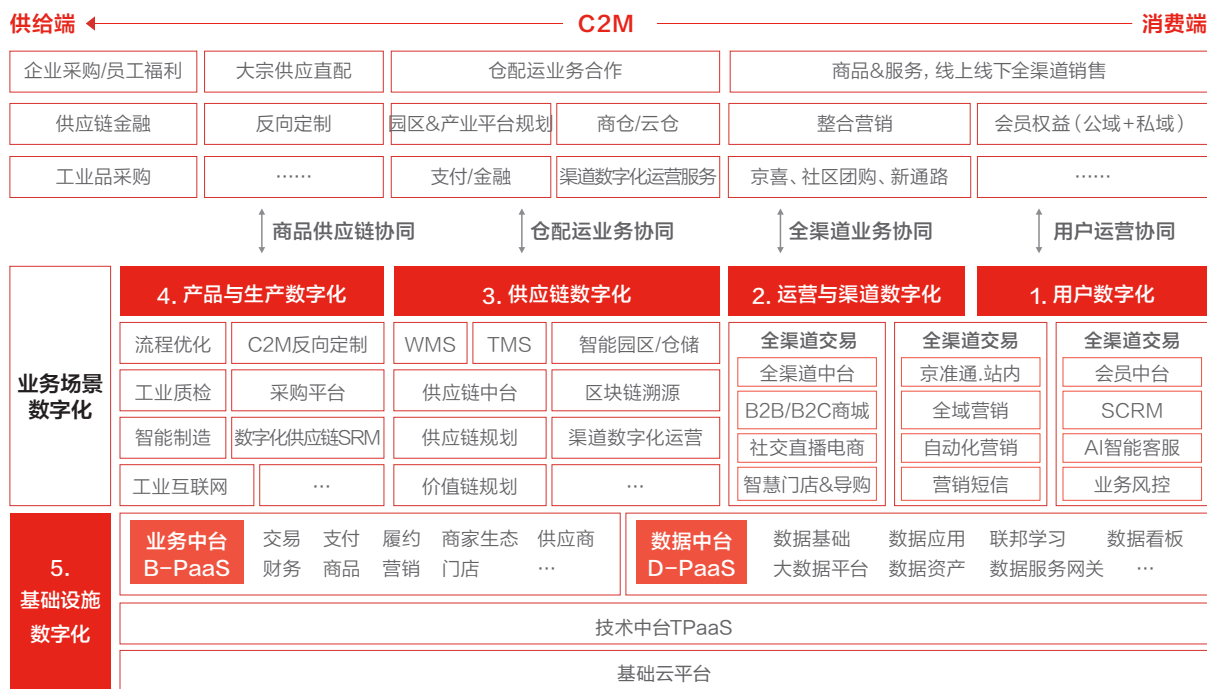 供给端 C2M 消费端
企业采购/员工福利 大宗供应直配 仓配运业务合作 商品&服务, 线上线下全渠道销售
供应链金融 反向定制 园区&产业平台规划 商仓/云仓 整合营销 会员权益（公域+私域）
工业品采购 …… 支付/金融 渠道数字化运营服务 京喜、社区团购、新通路 ……
商品供应链协同 仓配运业务协同 全渠道业务协同 用户运营协同
4. 产品与生产数字化 3. 供应链数字化 2. 运营与渠道数字化 1. 用户数字化
业务场景
数字化
流程优化 C2M反向定制
工业质检 采购平台
智能制造 数字化供应链SRM
工业互联网 …
WMS TMS 智能园区/仓储
供应链中台 区块链溯源
供应链规划 渠道数字化运营
价值链规划 …
全渠道交易
全渠道中台
B2B/B2C商城
社交直播电商
智慧门店&导购
全渠道交易
京准通.站内
全域营销
自动化营销
营销短信
全渠道交易
会员中台
SCRM
AI智能客服
业务风控
5.
基础设施
数字化
业务中台
B-PaaS
交易 支付 履约 商家生态 供应商
财务 商品 营销 门店 …
数据中台
D-PaaS
数据基础 数据应用 联邦学习 数据看板
大数据平台 数据资产 数据服务网关 …
技术中台TPaaS
基础云平台